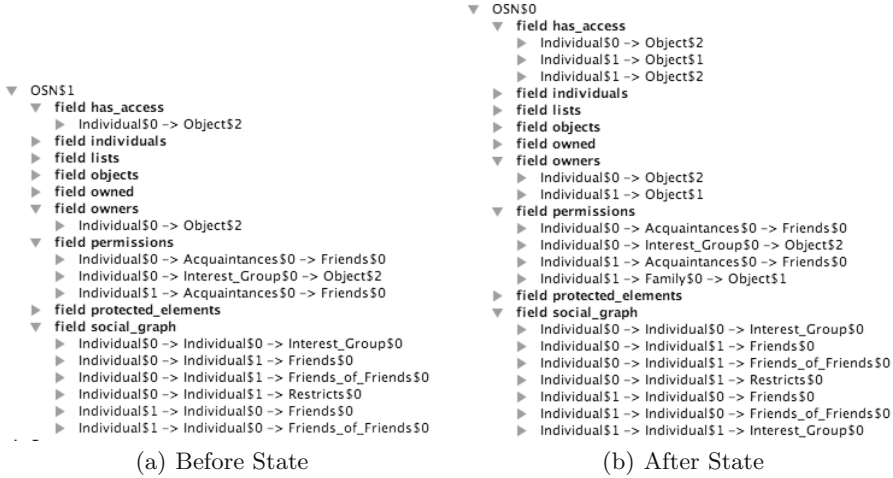 OSN$1
field has_access
Individual$0 -> Object$2
field individuals
field lists
field objects
field owned
field owners
Individual$0 -> Object$2
field permissions
Individual$0 -> Acquaintances$0 -> Friends$0
Individual$0 -> Interest_Group$0 -> Object$2
Individual$1 -> Acquaintances$0 -> Friends$0
field protected_elements
field social_graph
Individual$0 -> Individual$0 -> Interest_Group$0
Individual$0 -> Individual$1 -> Friends$0
Individual$0 -> Individual$1 -> Friends_of_Friends$0
Individual$0 -> Individual$1 -> Restricts$0
Individual$1 -> Individual$0 -> Friends$0
Individual$1 -> Individual$0 -> Friends_of_Friends$0
(a) Before State
OSN$0
field has_access
Individual$0 -> Object$2
Individual$1 -> Object$1
Individual$1 -> Object$2
field individuals
field lists
field objects
field owned
field owners
Individual$0 -> Object$2
Individual$1 -> Object$1
field permissions
Individual$0 -> Acquaintances$0 -> Friends$0
Individual$0 -> Interest_Group$0 -> Object$2
Individual$1 -> Acquaintances$0 -> Friends$0
Individual$1 -> Family$0 -> Object$1
field protected_elements
field social_graph
Individual$0 -> Individual$0 -> Interest_Group$0
Individual$0 -> Individual$1 -> Friends$0
Individual$0 -> Individual$1 -> Friends_of_Friends$0
Individual$0 -> Individual$1 -> Restricts$0
Individual$1 -> Individual$0 -> Friends$0
Individual$1 -> Individual$0 -> Friends_of_Friends$0
Individual$1 -> Individual$1 -> Interest_Group$0
(b) After State